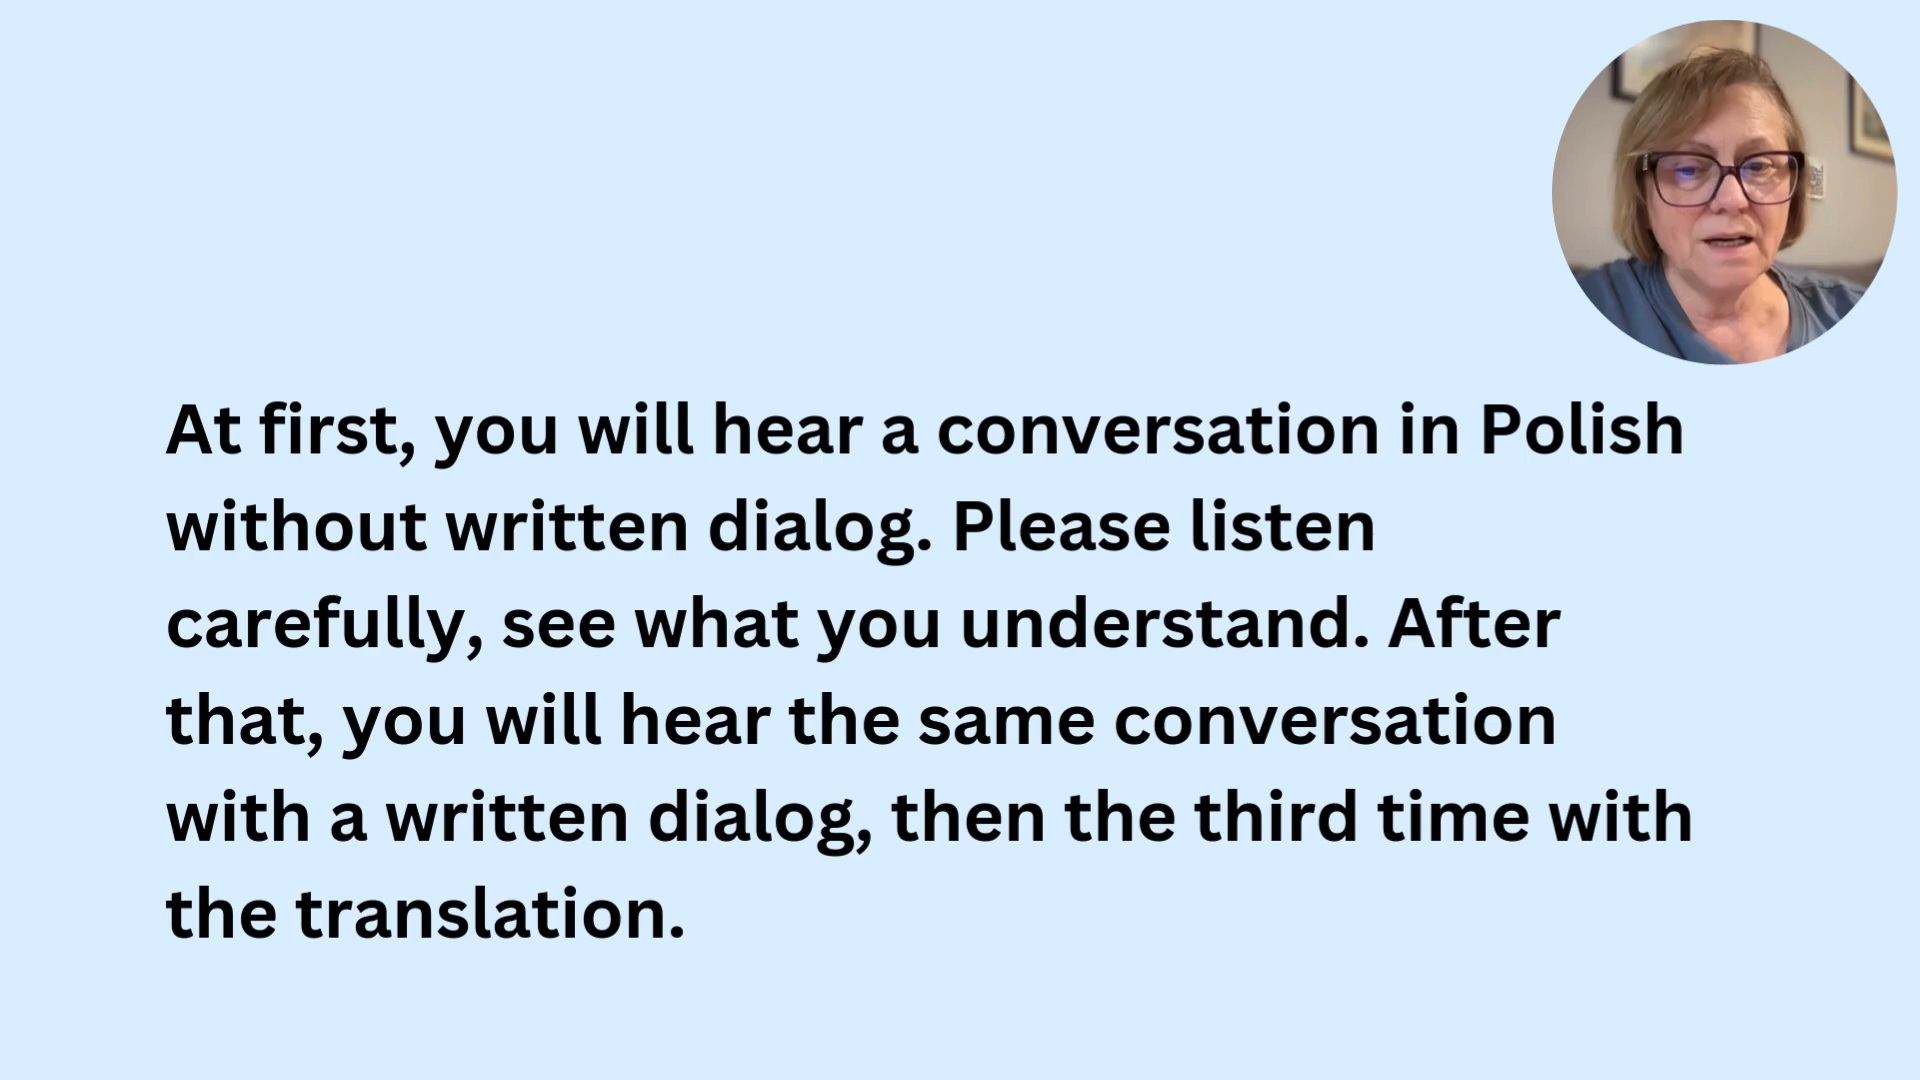 At first, you will hear a conversation in Polish
without written dialog. Please listen
carefully, see what you understand. After
that, you will hear the same conversation
with a written dialog, then the third time with
the translation.